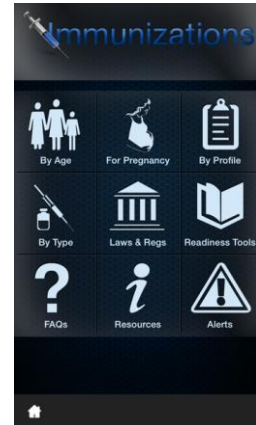 Immunizations
By Age For Pregnancy By Profile
By Type Laws & Regs Readiness Tools
FAQs Resources Alerts